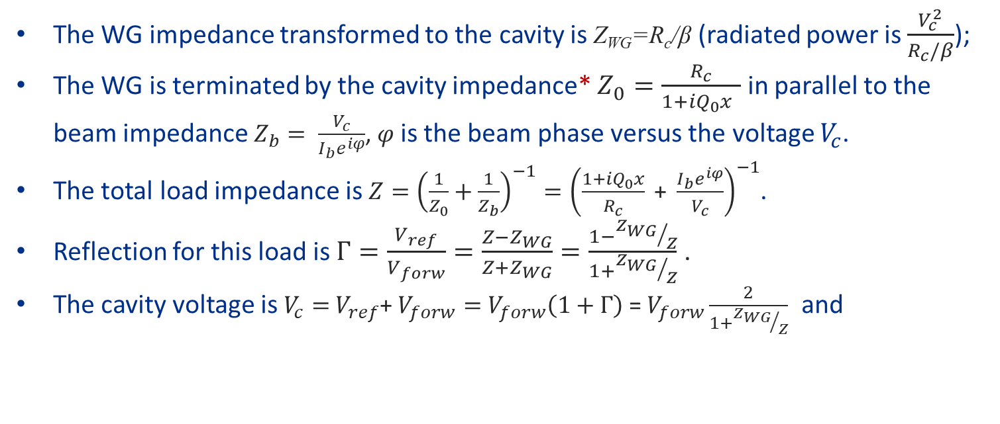 • The WG impedance transformed to the cavity is Z_WG=R_c/β (radiated power is V_c^2/(R_c/β));
• The WG is terminated by the cavity impedance* Z_0 = R_c/(1+iQ_0x) in parallel to the
beam impedance Z_b = V_c/(I_b e^{iφ}), φ is the beam phase versus the voltage V_c.
• The total load impedance is Z = (1/Z_0 + 1/Z_b)^{-1} = ((1+iQ_0x)/R_c + I_b e^{iφ}/V_c)^{-1}.
• Reflection for this load is Γ = V_ref/V_forw = (Z−Z_WG)/(Z+Z_WG) = (1−Z_WG/Z)/(1+Z_WG/Z).
• The cavity voltage is V_c = V_ref+ V_forw = V_forw(1 + Γ) = V_forw 2/(1+Z_WG/Z) and